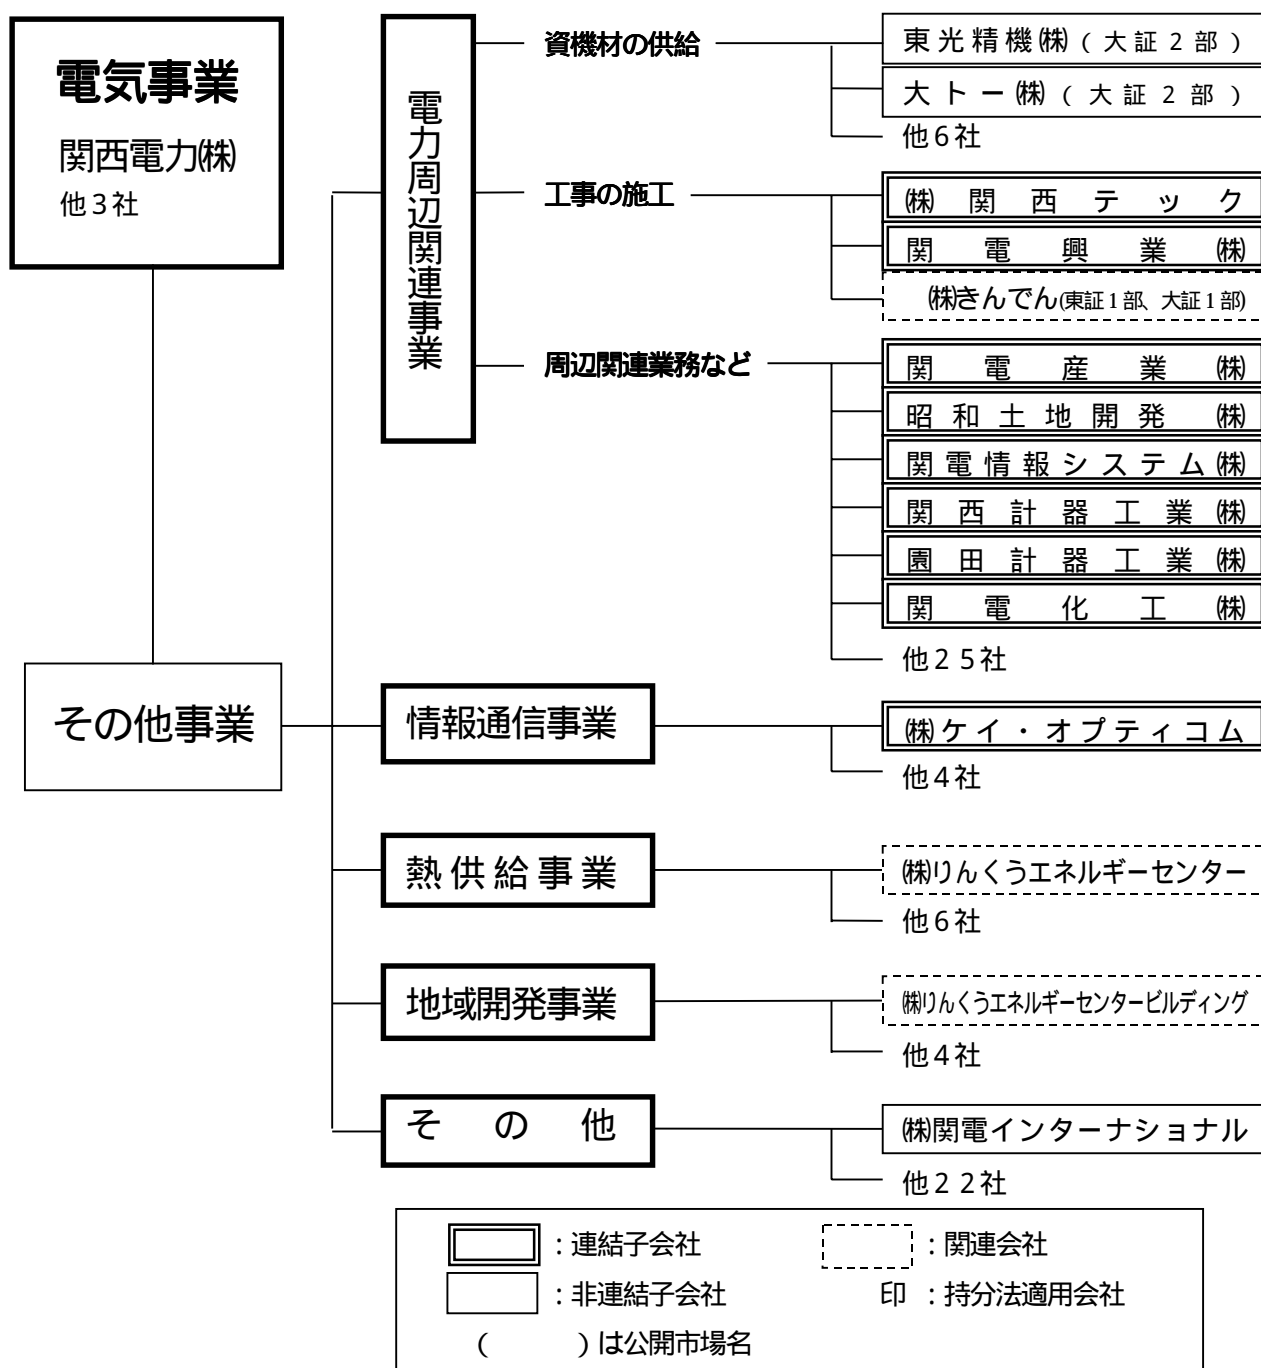 電気事業
関西電力㈱
他3社
その他事業
電力周辺関連事業
資機材の供給
東光精機㈱(大証2部)
大トー㈱(大証2部)
他6社
工事の施工
㈱関西テック
関電興業㈱
㈱きんでん(東証1部、大証1部)
周辺関連業務など
関電産業㈱
昭和土地開発㈱
関電情報システム㈱
関西計器工業㈱
園田計器工業㈱
関電化工㈱
他25社
情報通信事業
㈱ケイ・オプティコム
他4社
熱供給事業
㈱りんくうエネルギーセンター
他6社
地域開発事業
㈱りんくうエネルギーセンタービルディング
他4社
その他
㈱関電インターナショナル
他22社
:連結子会社
:関連会社
:非連結子会社
印:持分法適用会社
( )は公開市場名